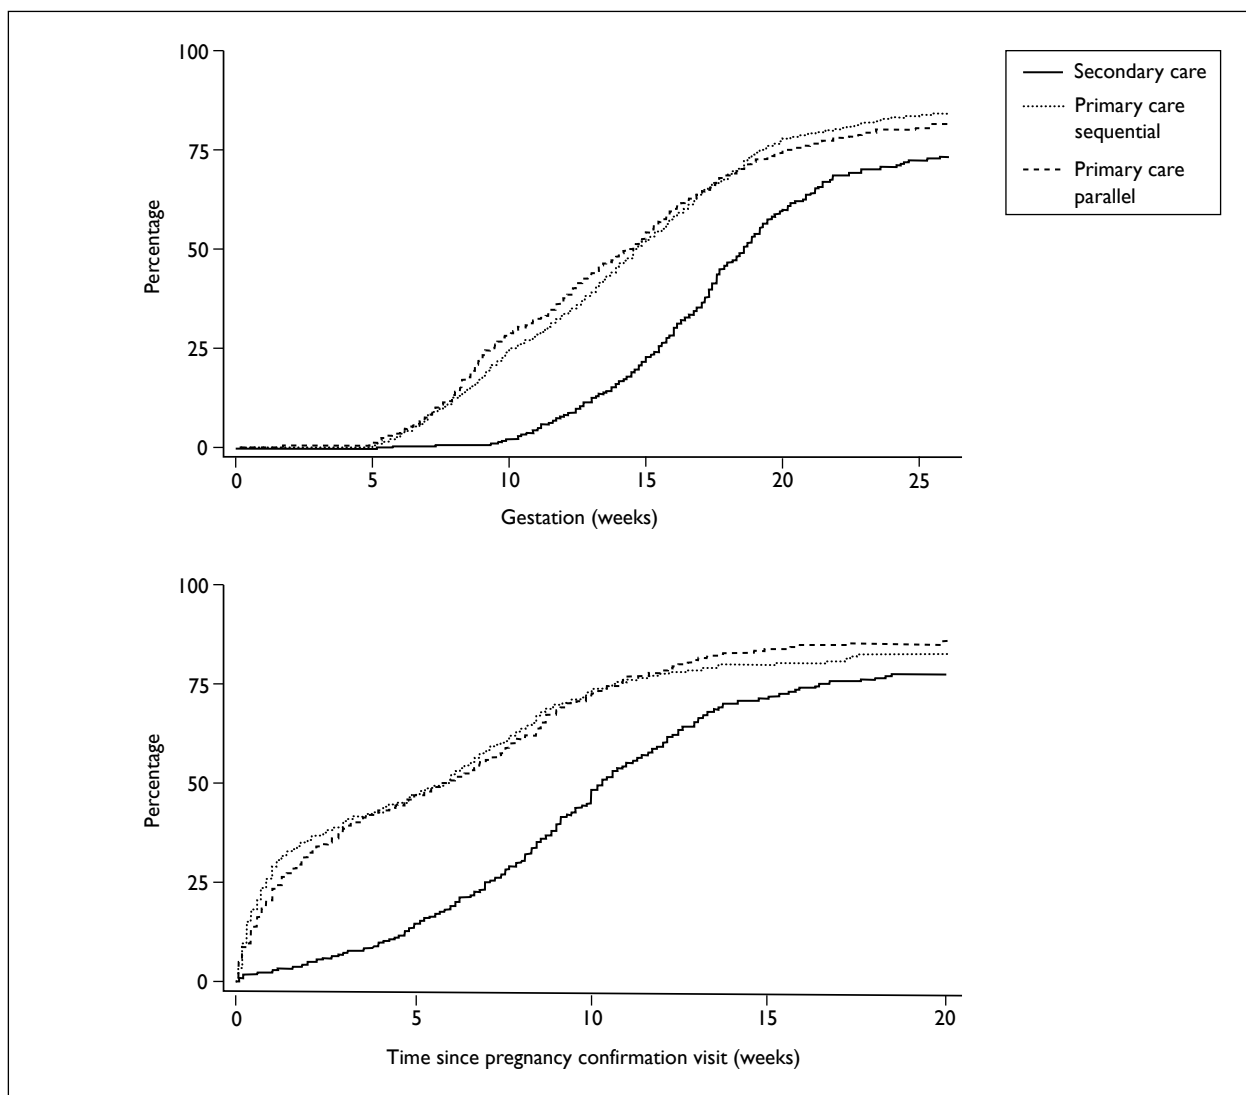 100
75
50
25
0
Percentage
0 5 10 15 20 25
Gestation (weeks)
Secondary care
Primary care
sequential
Primary care
parallel
100
75
50
25
0
Percentage
0 5 10 15 20
Time since pregnancy confirmation visit (weeks)